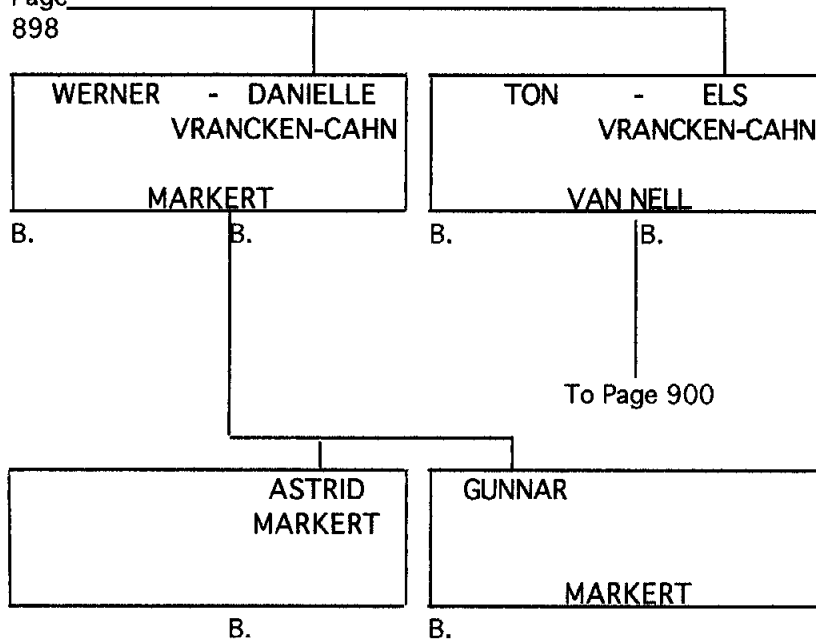 Page
898
WERNER - DANIELLE
VRANCKEN-CAHN
MARKERT
B. B.
TON - ELS
VRANCKEN-CAHN
VAN NELL
B. B.
To Page 900
ASTRID
MARKERT
B.
GUNNAR
MARKERT
B.